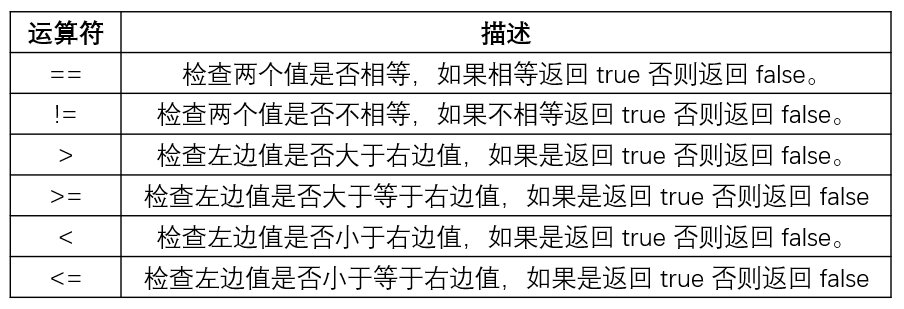 运算符 描述
== 检查两个值是否相等，如果相等返回 true 否则返回 false。
!= 检查两个值是否不相等，如果不相等返回 true 否则返回 false。
> 检查左边值是否大于右边值，如果是返回 true 否则返回 false。
>= 检查左边值是否大于等于右边值，如果是返回 true 否则返回 false
< 检查左边值是否小于右边值，如果是返回 true 否则返回 false。
<= 检查左边值是否小于等于右边值，如果是返回 true 否则返回 false